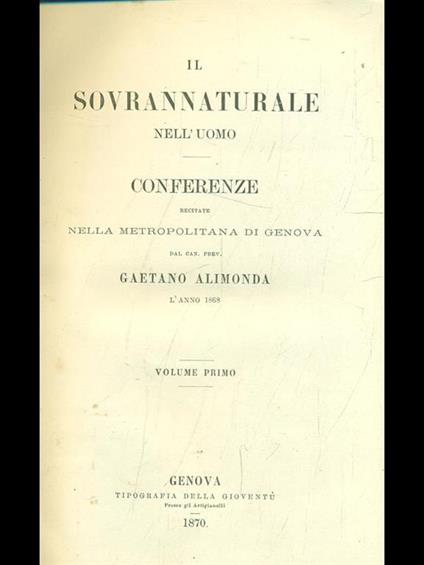 IL
SOVRANNATURALE
NELL'UOMO
CONFERENZE
RECITATE
NELLA METROPOLITANA DI GENOVA
DAL CAN. PREV.
GAETANO ALIMONDA
L'ANNO 1868
VOLUME PRIMO
GENOVA
TIPOGRAFIA DELLA GIOVENTÙ
Presso gli Artigianelli
1870.